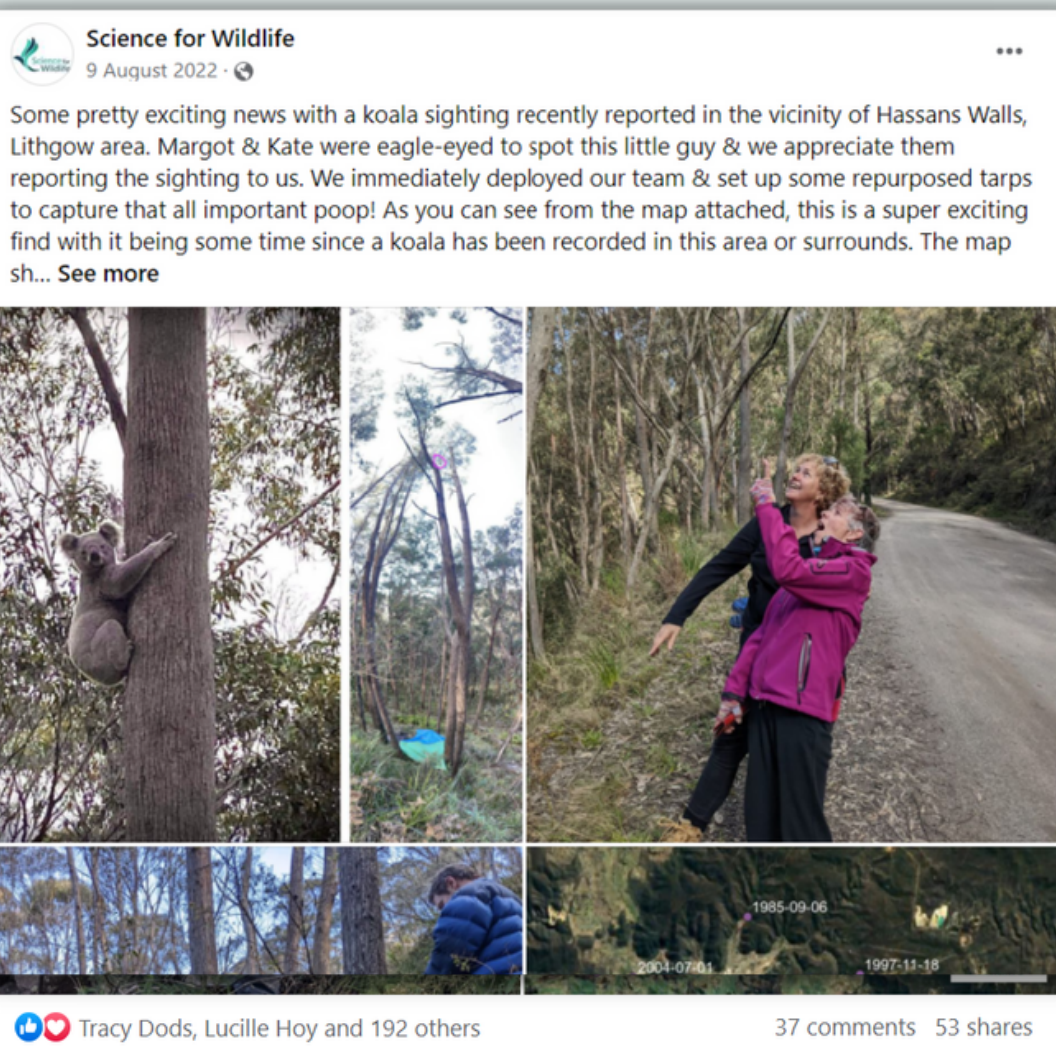 Science for Wildlife
Science for
Wildlife
9 August 2022 ·
Some pretty exciting news with a koala sighting recently reported in the vicinity of Hassans Walls,
Lithgow area. Margot & Kate were eagle-eyed to spot this little guy & we appreciate them
reporting the sighting to us. We immediately deployed our team & set up some repurposed tarps
to capture that all important poop! As you can see from the map attached, this is a super exciting
find with it being some time since a koala has been recorded in this area or surrounds. The map
sh... See more
1985-09-06
2004-07-01
1997-11-18
Tracy Dods, Lucille Hoy and 192 others
37 comments 53 shares